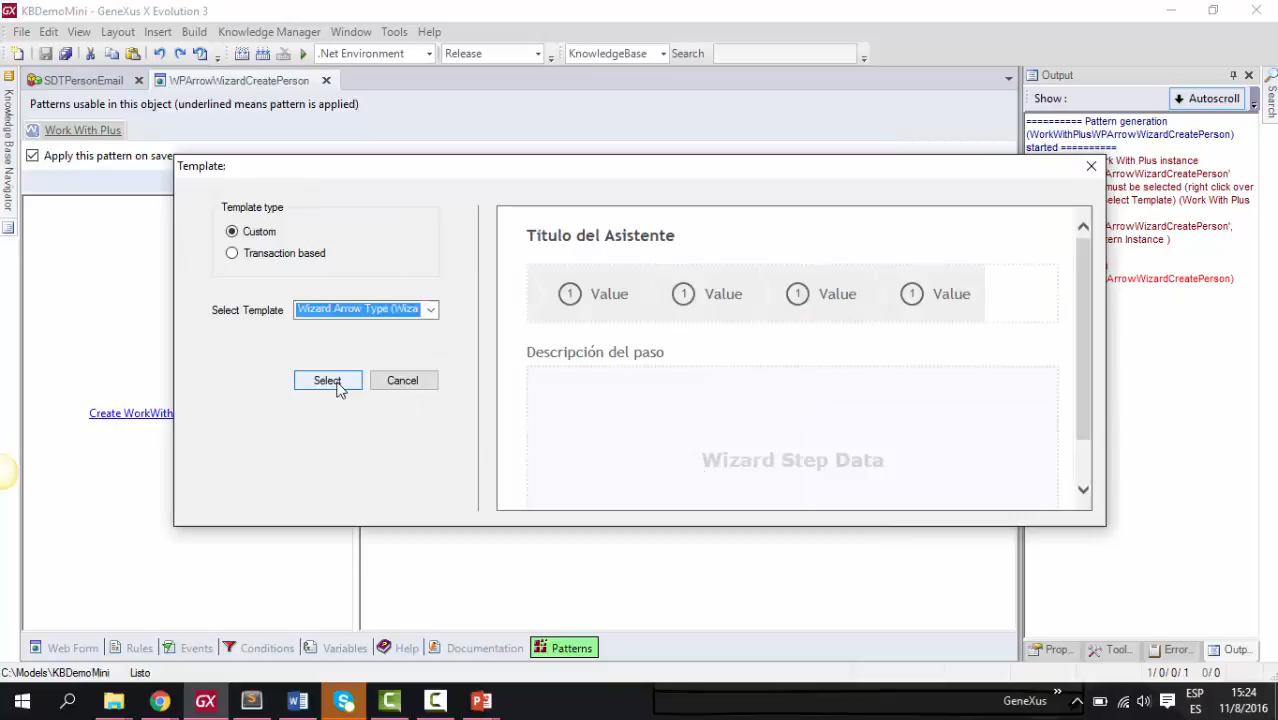 GX KBDemoMini - GeneXus X Evolution 3
File Edit View Layout Insert Build Knowledge Manager Window Tools Help
.Net Environment Release KnowledgeBase Search
SDTPersonEmail WPArrowWizardCreatePerson Output
Patterns usable in this object (underlined means pattern is applied)
Show : Autoscroll
Work With Plus
Apply this pattern on save
========== Pattern generation
(WorkWithPlusWPArrowWizardCreatePerson)
started ==========
Work With Plus instance
ArrowWizardCreatePerson'
must be selected (right click over
Select Template) (Work With Plus
ArrowWizardCreatePerson',
tern Instance )
ArrowWizardCreatePerson)
Knowledge Base Navigator
Search
Template:
Template type
Custom
Transaction based
Select Template Wizard Arrow Type (Wiza
Select Cancel
Título del Asistente
1 Value 1 Value 1 Value 1 Value
Descripción del paso
Wizard Step Data
Create WorkWith
Web Form Rules Events Conditions Variables Help Documentation Patterns
Prop... Tool... Error... Outp...
C:\Models\KBDemoMini Listo 1/ 0/ 0/ 1 0/ 0
GX GeneXus ESP ES 15:24 11/8/2016